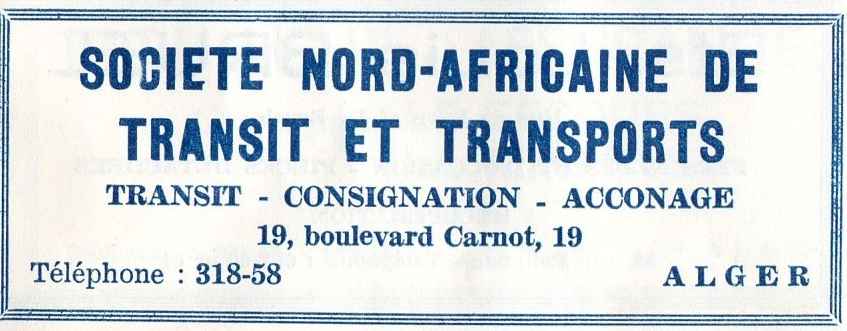 SOCIETE NORD-AFRICAINE DE
TRANSIT ET TRANSPORTS
TRANSIT - CONSIGNATION - ACCONAGE
19, boulevard Carnot, 19
Téléphone : 318-58 ALGER